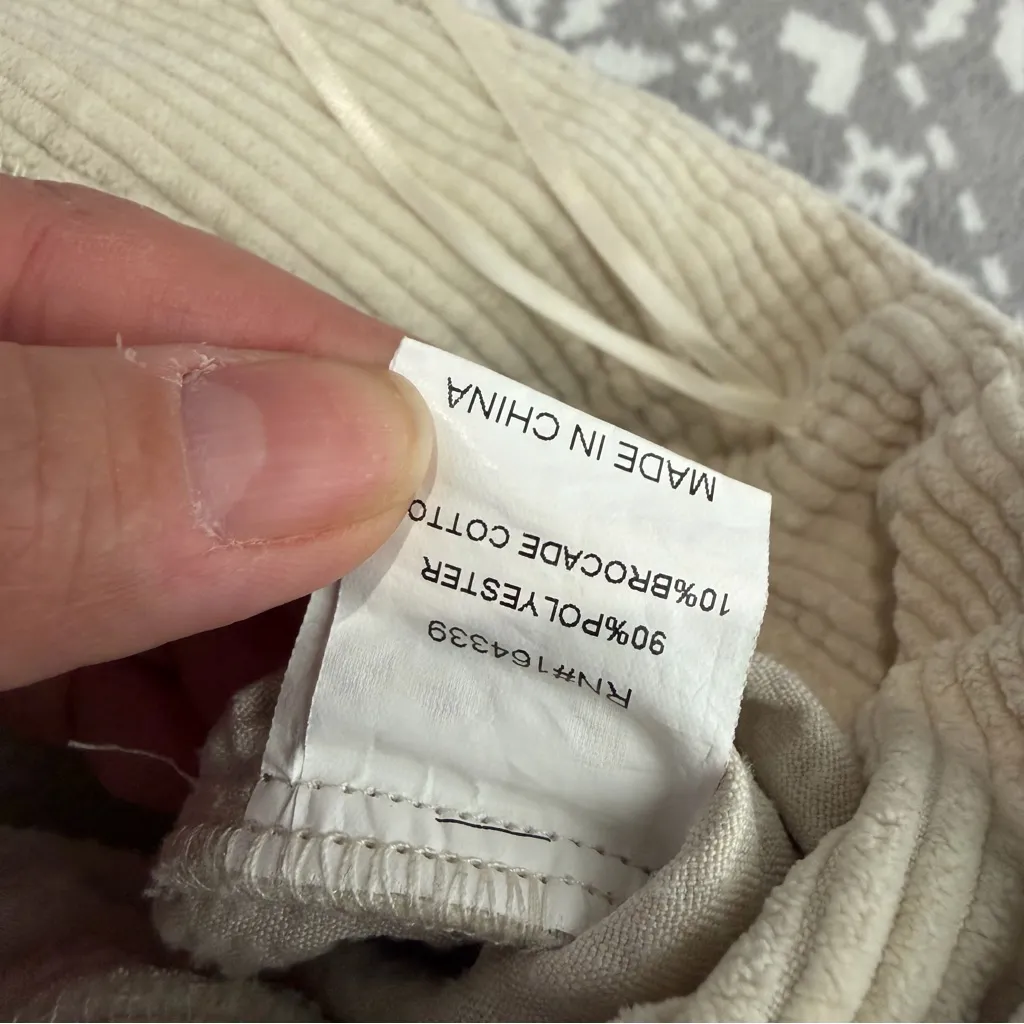 RN#164339
90%POLYESTER
10%BROCADE COTTO
MADE IN CHINA